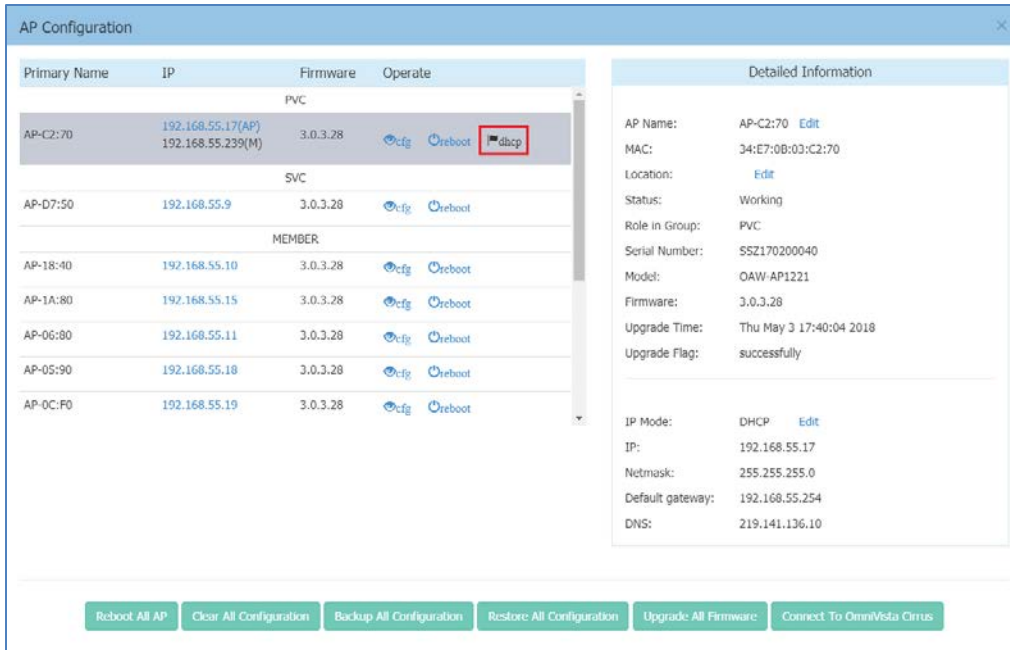 AP Configuration
Primary Name IP Firmware Operate
PVC
AP-C2:70 192.168.55.17(AP) 3.0.3.28 cfg reboot dhcp
192.168.55.239(M)
SVC
AP-D7:50 192.168.55.9 3.0.3.28 cfg reboot
MEMBER
AP-18:40 192.168.55.10 3.0.3.28 cfg reboot
AP-1A:80 192.168.55.15 3.0.3.28 cfg reboot
AP-06:80 192.168.55.11 3.0.3.28 cfg reboot
AP-05:90 192.168.55.18 3.0.3.28 cfg reboot
AP-0C:F0 192.168.55.19 3.0.3.28 cfg reboot
Detailed Information
AP Name: AP-C2:70 Edit
MAC: 34:E7:0B:03:C2:70
Location: Edit
Status: Working
Role in Group: PVC
Serial Number: SSZ170200040
Model: OAW-AP1221
Firmware: 3.0.3.28
Upgrade Time: Thu May 3 17:40:04 2018
Upgrade Flag: successfully
IP Mode: DHCP Edit
IP: 192.168.55.17
Netmask: 255.255.255.0
Default gateway: 192.168.55.254
DNS: 219.141.136.10
Reboot All AP Clear All Configuration Backup All Configuration Restore All Configuration Upgrade All Firmware Connect To OmniVista Cirrus